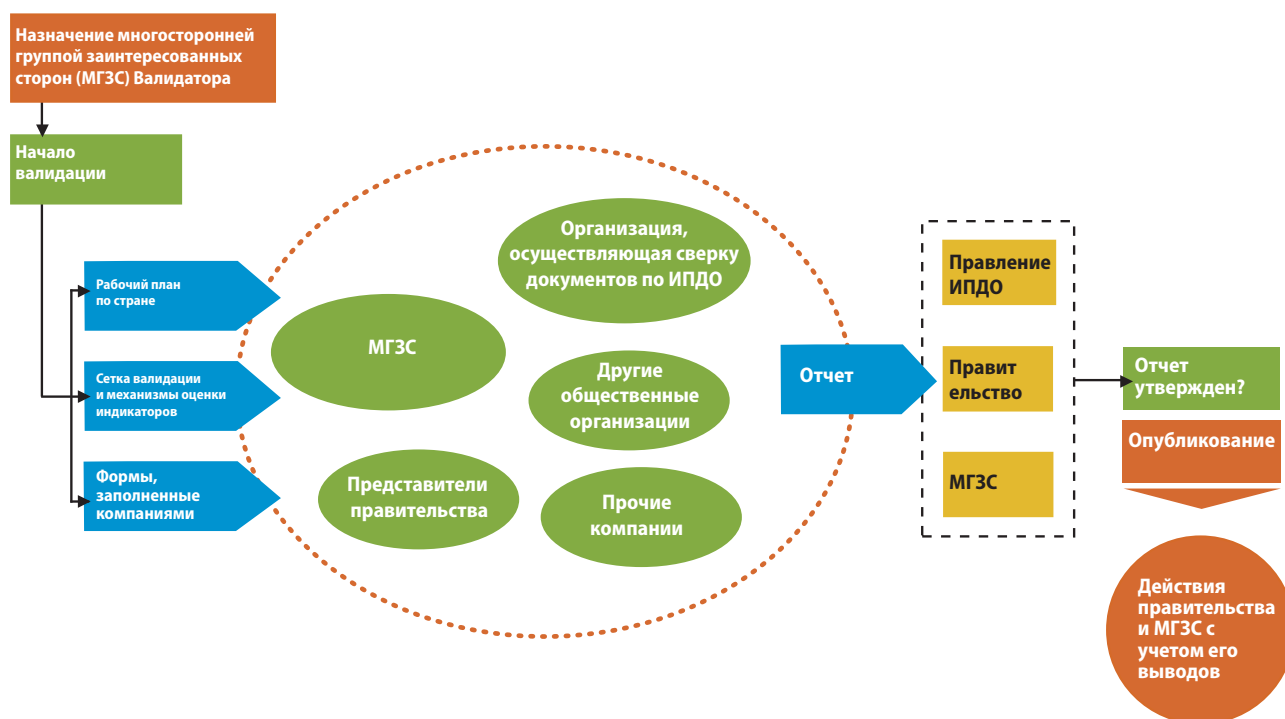 Назначение многосторонней
группой заинтересованных
сторон (МГЗС) Валидатора
Начало
валидации
Рабочий план
по стране
Сетка валидации
и механизмы оценки
индикаторов
Формы,
заполненные
компаниями
МГЗС
Организация,
осуществляющая сверку
документов по ИПДО
Другие
общественные
организации
Представители
правительства
Прочие
компании
Отчет
Правление
ИПДО
Правит
ельство
МГЗС
Отчет
утвержден?
Опубликование
Действия
правительства
и МГЗС с
учетом его
выводов